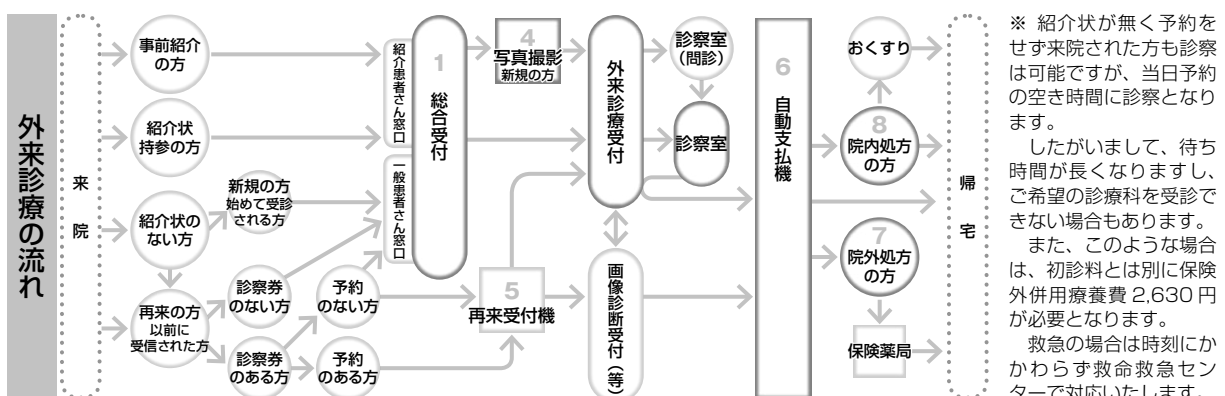 外来診療の流れ
来院
事前紹介
の方
紹介状
持参の方
紹介状の
ない方
新規の方
始めて受診
される方
再来の方
以前に
受信された方
診察券
のない方
診察券
のある方
予約
のない方
予約
のある方
紹介患者さん窓口
一般患者さん窓口
1
総合受付
4
写真撮影
新規の方
5
再来受付機
外来診療受付
画像診断受付（等）
診察室
（問診）
診察室
6
自動支払機
おくすり
8
院内処方
の方
7
院外処方
の方
保険薬局
帰宅
※ 紹介状が無く予約を
せず来院された方も診察
は可能ですが、当日予約
の空き時間に診察となり
ます。
したがいまして、待ち
時間が長くなりますし、
ご希望の診療科を受診で
きない場合もあります。
また、このような場合
は、初診料とは別に保険
外併用療養費 2,630 円
が必要となります。
救急の場合は時刻にか
かわらず救命救急セン
ターで対応いたします。